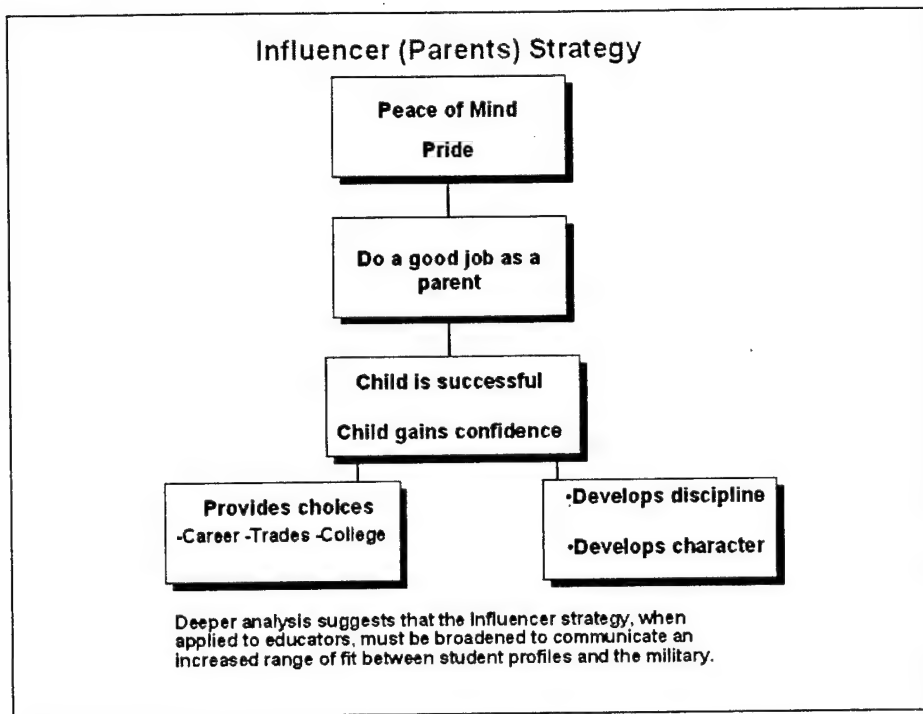 Influencer (Parents) Strategy
Peace of Mind
Pride
Do a good job as a
parent
Child is successful
Child gains confidence
Provides choices
-Career -Trades -College
•Develops discipline
•Develops character
Deeper analysis suggests that the Influencer strategy, when
applied to educators, must be broadened to communicate an
increased range of fit between student profiles and the military.